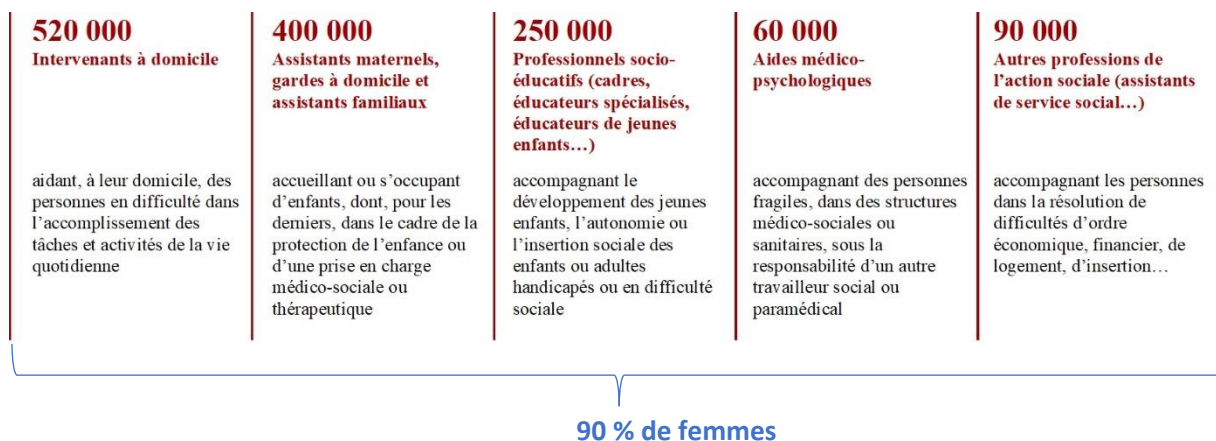 520 000
Intervenants à domicile
aidant, à leur domicile, des
personnes en difficulté dans
l'accomplissement des
tâches et activités de la vie
quotidienne
400 000
Assistants maternels,
gardes à domicile et
assistants familiaux
accueillant ou s'occupant
d'enfants, dont, pour les
derniers, dans le cadre de la
protection de l'enfance ou
d'une prise en charge
médico-sociale ou
thérapeutique
250 000
Professionnels socio-
éducatifs (cadres,
éducateurs spécialisés,
éducateurs de jeunes
enfants…)
accompagnant le
développement des jeunes
enfants, l'autonomie ou
l'insertion sociale des
enfants ou adultes
handicapés ou en difficulté
sociale
60 000
Aides médico-
psychologiques
accompagnant des personnes
fragiles, dans des structures
médico-sociales ou
sanitaires, sous la
responsabilité d'un autre
travailleur social ou
paramédical
90 000
Autres professions de
l'action sociale (assistants
de service social…)
accompagnant les personnes
dans la résolution de
difficultés d'ordre
économique, financier, de
logement, d'insertion…
90 % de femmes